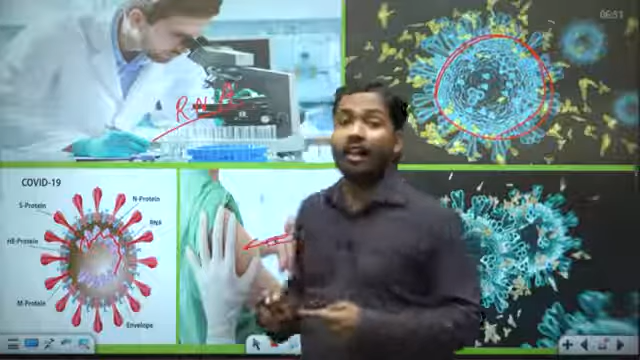 06:51
RNA
COVID-19
S-Protein
N-Protein
RNA
HE-Protein
M-Protein
Envelope